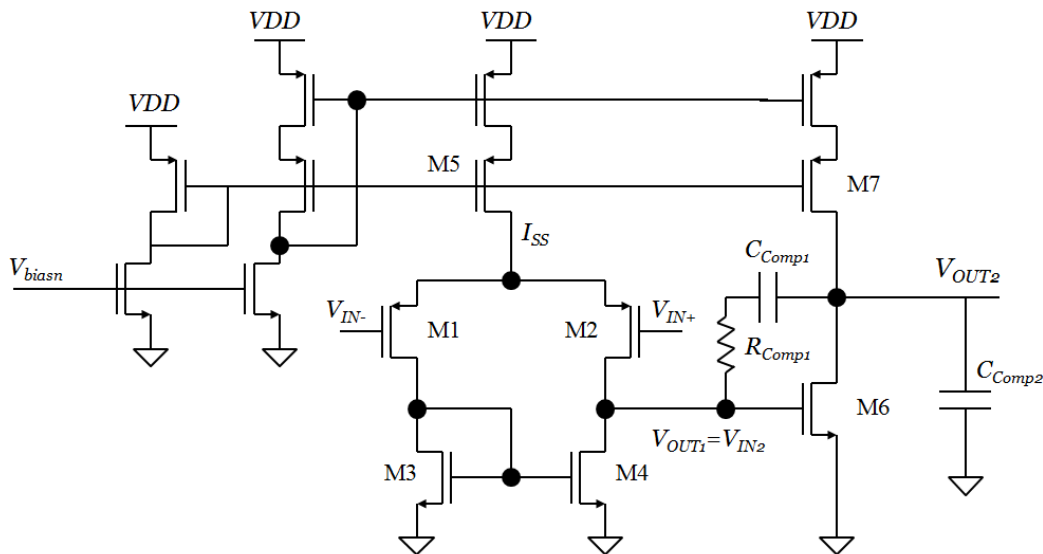 VDD
VDD
VDD
VDD
M5
M7
I_SS
C_Comp1
V_biasn
V_OUT2
V_IN-
M1
M2
V_IN+
R_Comp1
C_Comp2
M6
V_OUT1=V_IN2
M3
M4